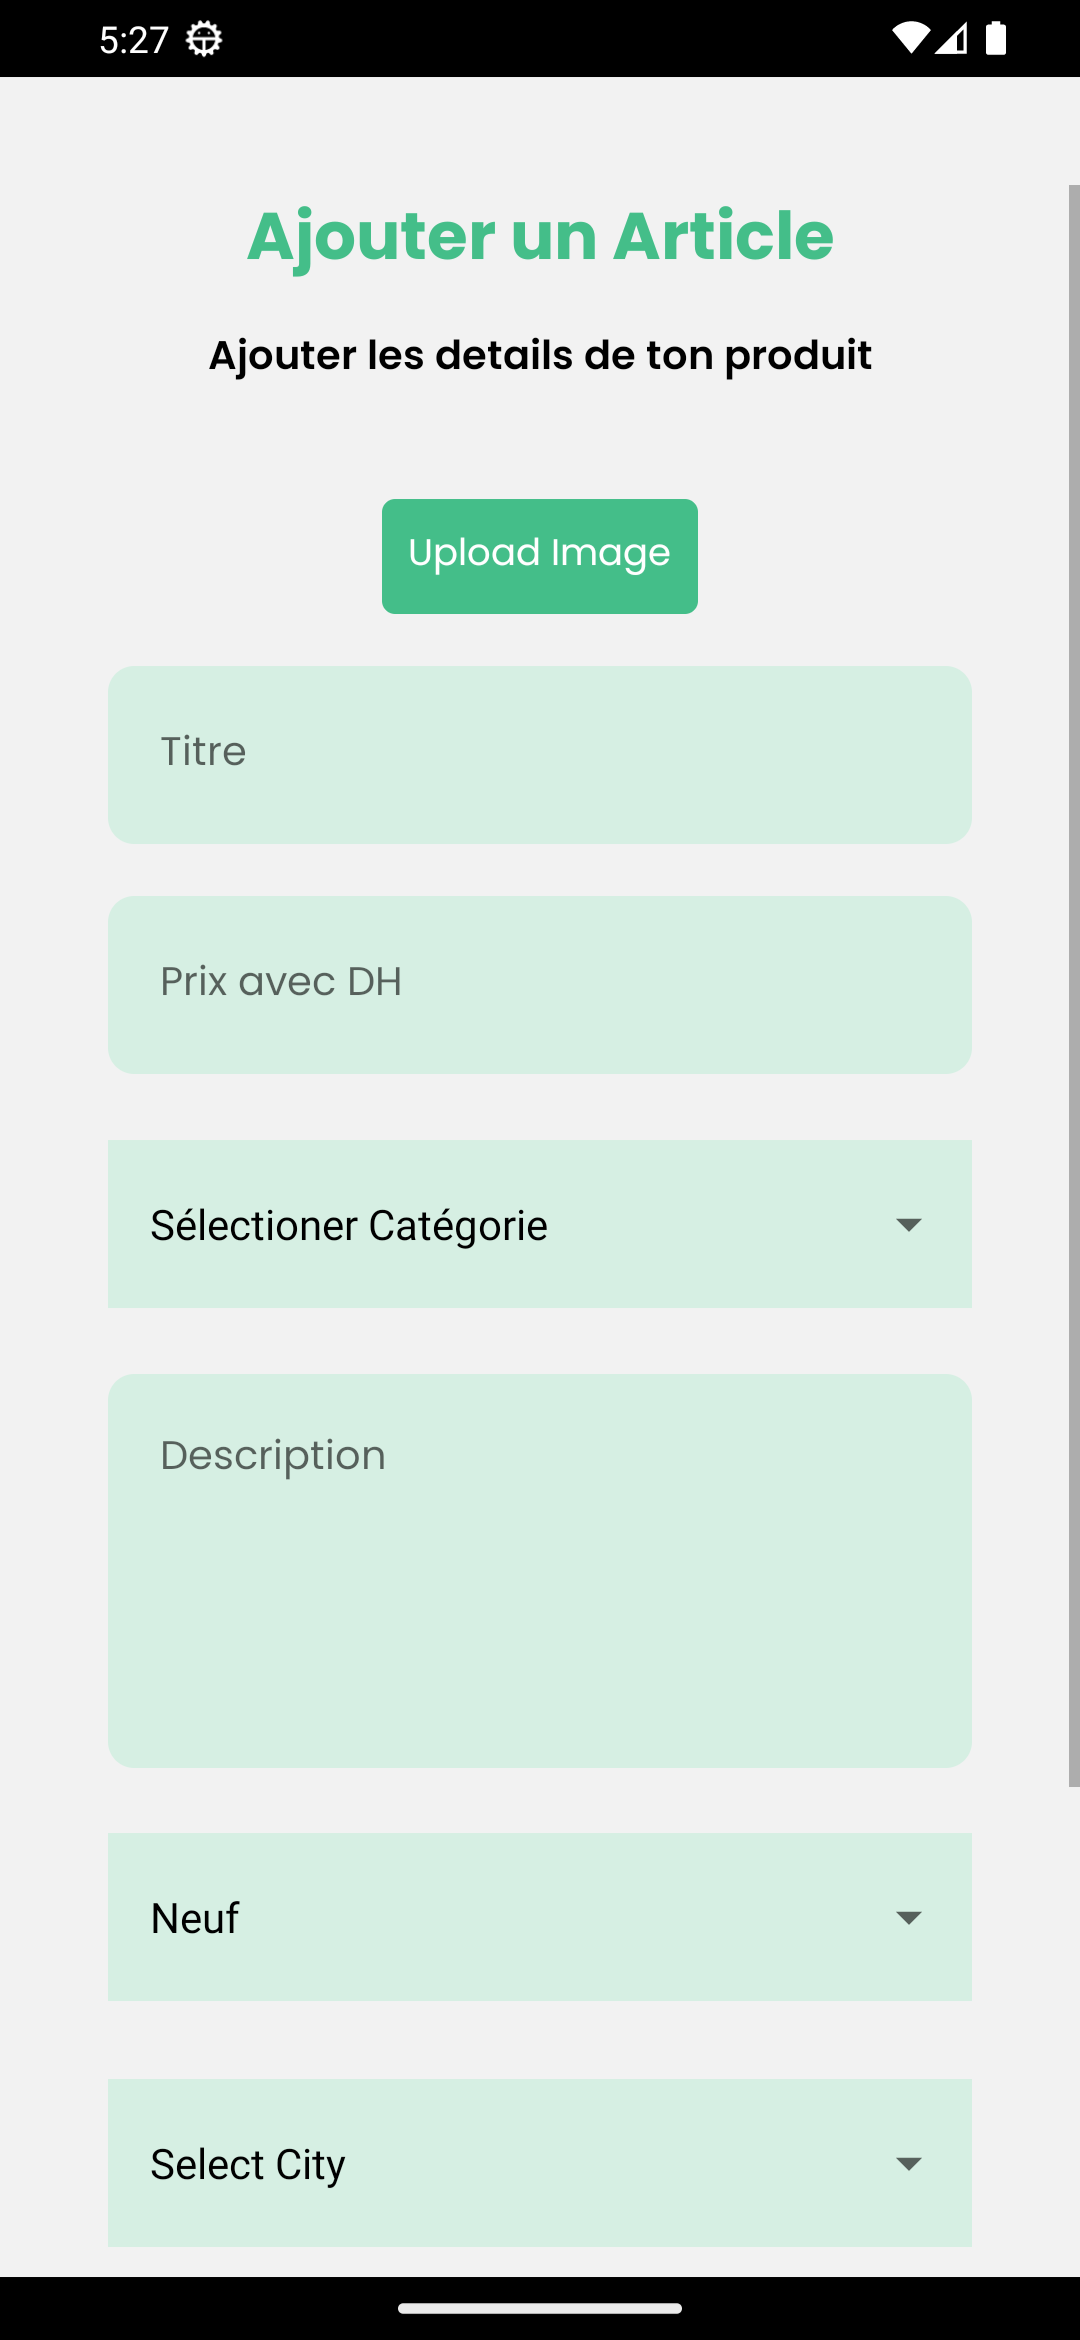 5:27
Ajouter un Article
Ajouter les details de ton produit
Upload Image
Titre
Prix avec DH
Sélectioner Catégorie
Description
Neuf
Select City